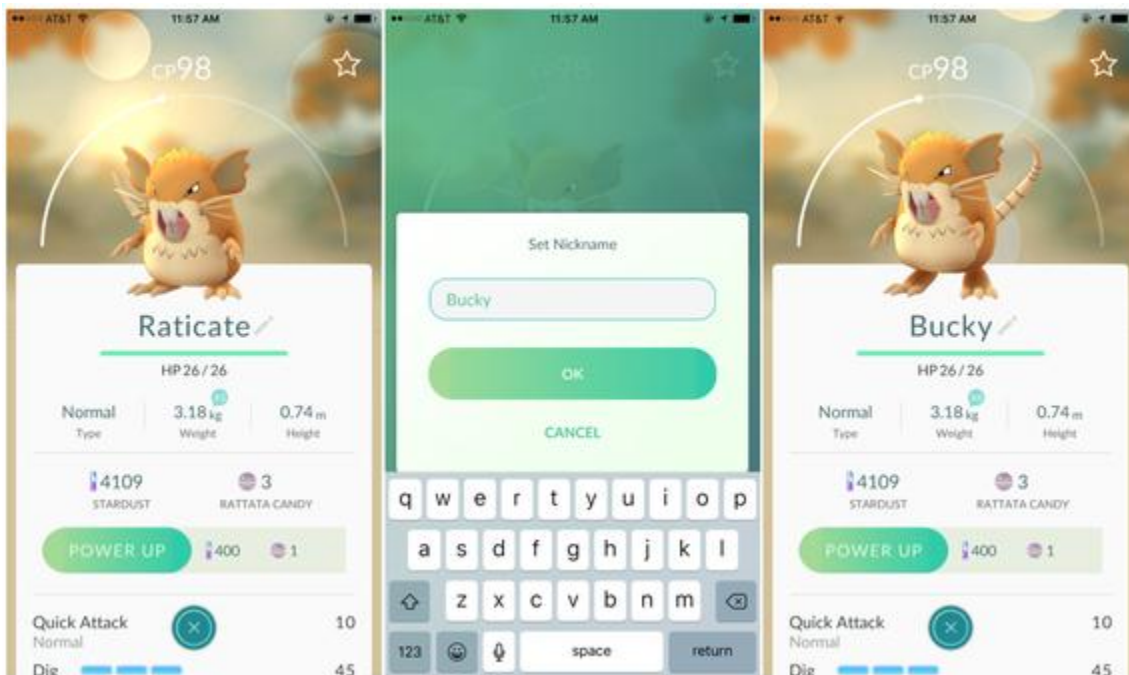 AT&T 11:57 AM
CP98
Raticate
HP 26 / 26
Normal 3.18 kg 0.74 m
Type Weight Height
4109 3
STARDUST RATTATA CANDY
POWER UP 400 1
Quick Attack 10
Normal
Dig 45
AT&T 11:57 AM
Set Nickname
Bucky
OK
CANCEL
q w e r t y u i o p
a s d f g h j k l
z x c v b n m
123 space return
AT&T 11:57 AM
CP98
Bucky
HP 26 / 26
Normal 3.18 kg 0.74 m
Type Weight Height
4109 3
STARDUST RATTATA CANDY
POWER UP 400 1
Quick Attack 10
Normal
Dig 45